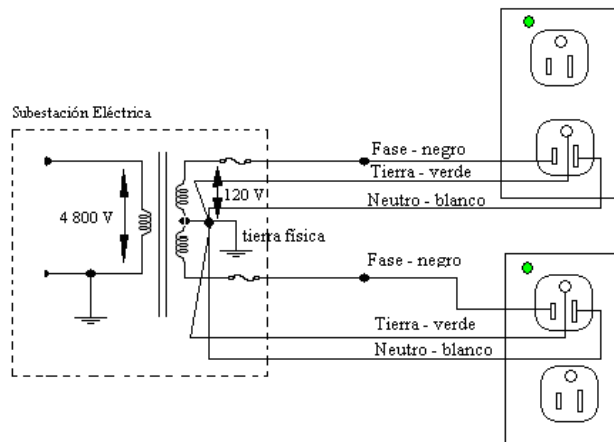 Subestación Eléctrica
Fase - negro
Tierra - verde
120 V
Neutro - blanco
4 800 V
tierra física
Fase - negro
Tierra - verde
Neutro - blanco